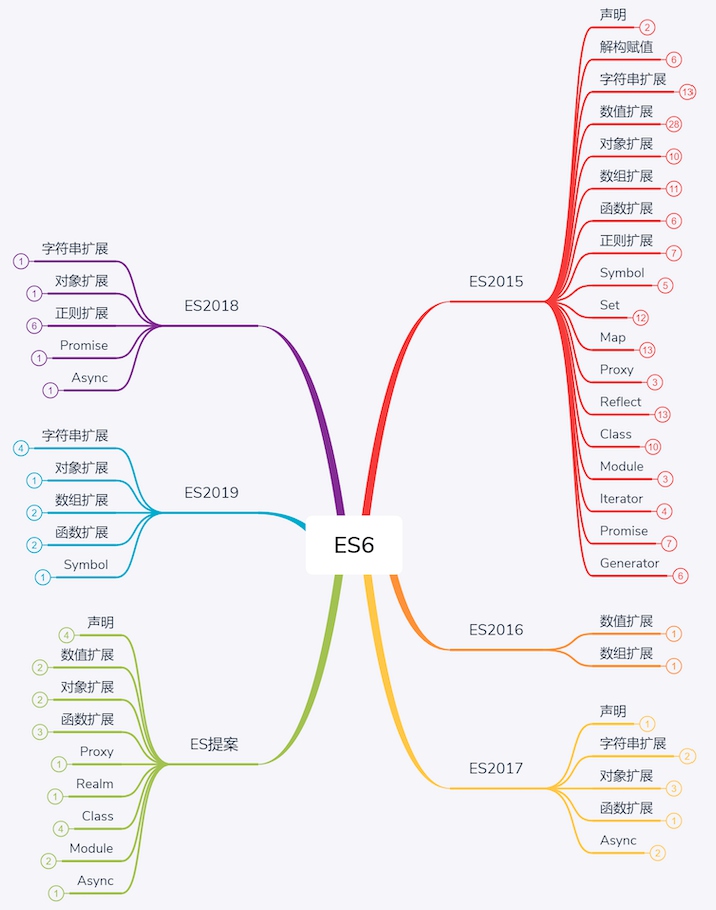 ES6
ES2015
声明 2
解构赋值 6
字符串扩展 13
数值扩展 28
对象扩展 10
数组扩展 11
函数扩展 6
正则扩展 7
Symbol 5
Set 12
Map 13
Proxy 3
Reflect 13
Class 10
Module 3
Iterator 4
Promise 7
Generator 6
ES2016
数值扩展 1
数组扩展 1
ES2017
声明 1
字符串扩展 2
对象扩展 3
函数扩展 1
Async 2
ES2018
字符串扩展 1
对象扩展 1
正则扩展 6
Promise 1
Async 1
ES2019
字符串扩展 4
对象扩展 1
数组扩展 2
函数扩展 2
Symbol 1
ES提案
声明 4
数值扩展 2
对象扩展 2
函数扩展 3
Proxy 1
Realm 1
Class 4
Module 2
Async 1